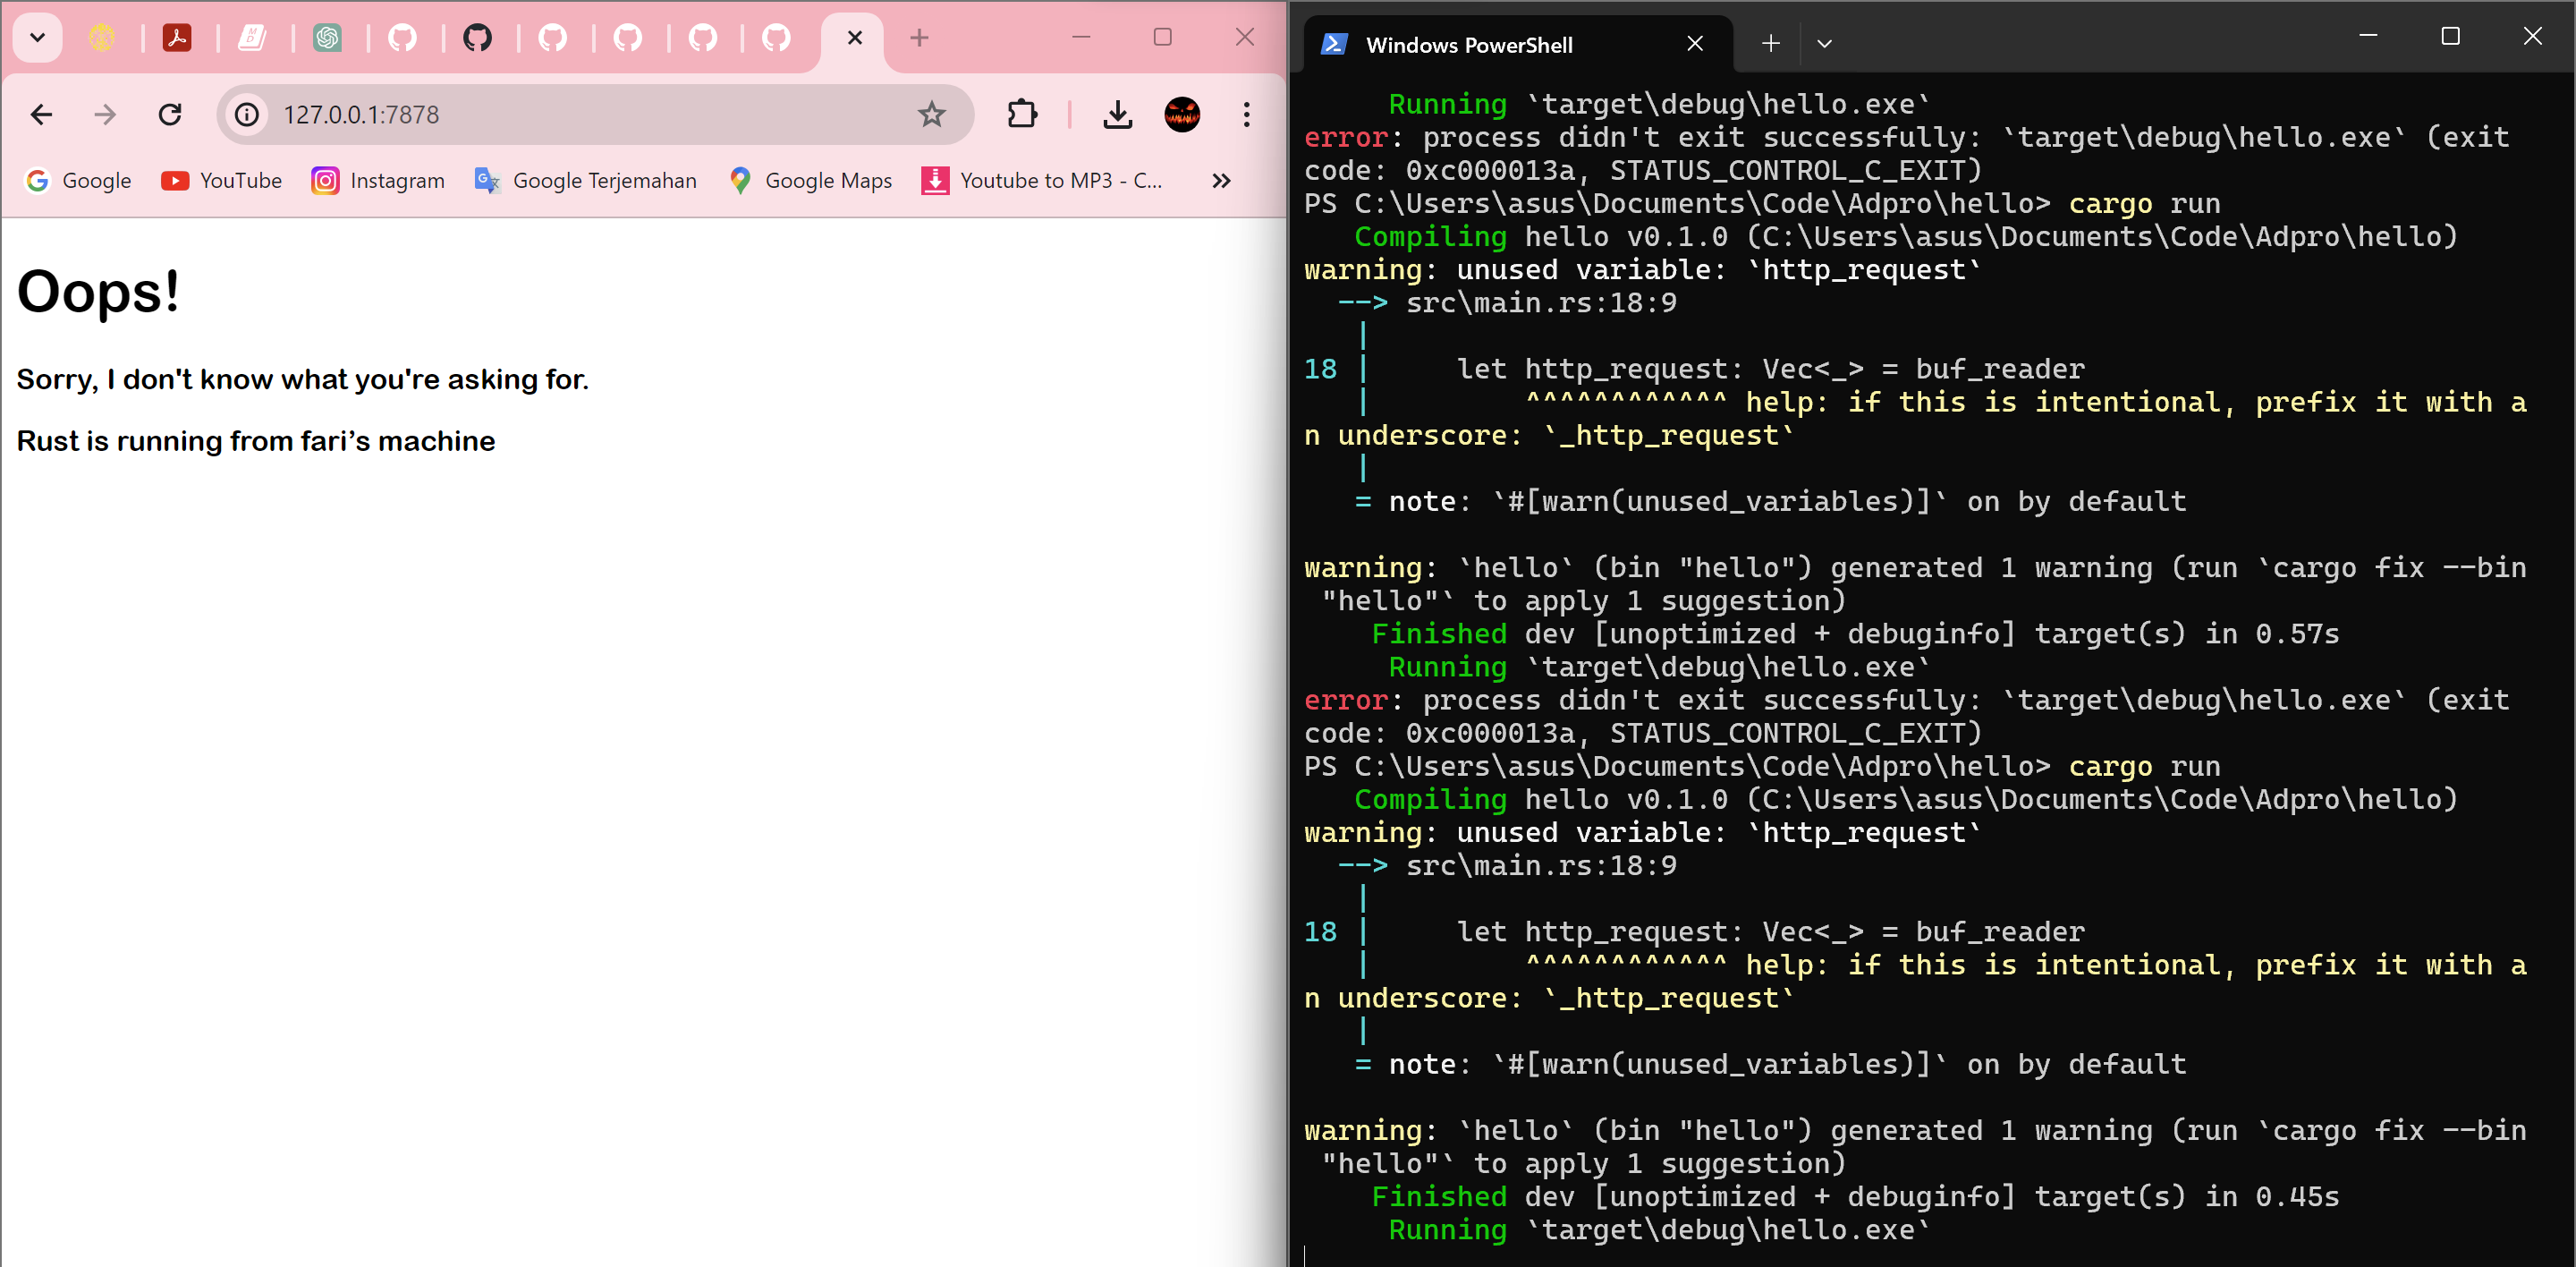 127.0.0.1:7878
Google YouTube Instagram Google Terjemahan Google Maps Youtube to MP3 - C... »
Oops!
Sorry, I don't know what you're asking for.
Rust is running from fari’s machine
Windows PowerShell
Running `target\debug\hello.exe`
error: process didn't exit successfully: `target\debug\hello.exe` (exit
code: 0xc000013a, STATUS_CONTROL_C_EXIT)
PS C:\Users\asus\Documents\Code\Adpro\hello> cargo run
Compiling hello v0.1.0 (C:\Users\asus\Documents\Code\Adpro\hello)
warning: unused variable: `http_request`
--> src\main.rs:18:9
|
18 | let http_request: Vec<_> = buf_reader
| ^^^^^^^^^^^^ help: if this is intentional, prefix it with a
n underscore: `_http_request`
|
= note: `#[warn(unused_variables)]` on by default
warning: `hello` (bin "hello") generated 1 warning (run `cargo fix --bin
"hello"` to apply 1 suggestion)
Finished dev [unoptimized + debuginfo] target(s) in 0.57s
Running `target\debug\hello.exe`
error: process didn't exit successfully: `target\debug\hello.exe` (exit
code: 0xc000013a, STATUS_CONTROL_C_EXIT)
PS C:\Users\asus\Documents\Code\Adpro\hello> cargo run
Compiling hello v0.1.0 (C:\Users\asus\Documents\Code\Adpro\hello)
warning: unused variable: `http_request`
--> src\main.rs:18:9
|
18 | let http_request: Vec<_> = buf_reader
| ^^^^^^^^^^^^ help: if this is intentional, prefix it with a
n underscore: `_http_request`
|
= note: `#[warn(unused_variables)]` on by default
warning: `hello` (bin "hello") generated 1 warning (run `cargo fix --bin
"hello"` to apply 1 suggestion)
Finished dev [unoptimized + debuginfo] target(s) in 0.45s
Running `target\debug\hello.exe`